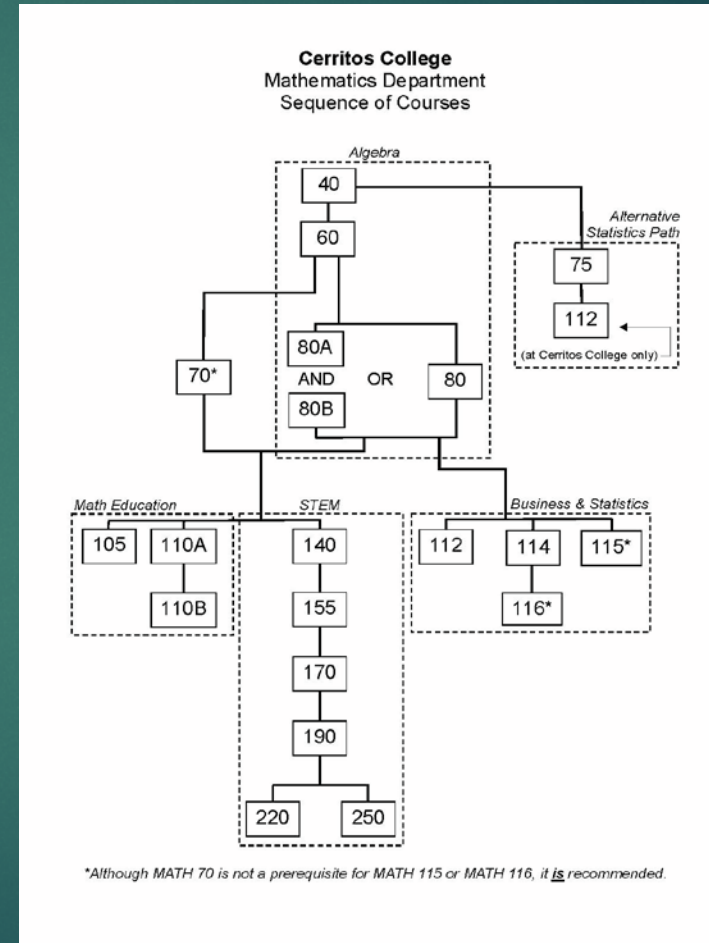 Cerritos College
Mathematics Department
Sequence of Courses
Algebra
40
60
Alternative
Statistics Path
75
112
(at Cerritos College only)
70*
80A
AND
80B
OR
80
Math Education
105
110A
110B
STEM
140
155
170
190
220
250
Business & Statistics
112
114
115*
116*
*Although MATH 70 is not a prerequisite for MATH 115 or MATH 116, it is recommended.